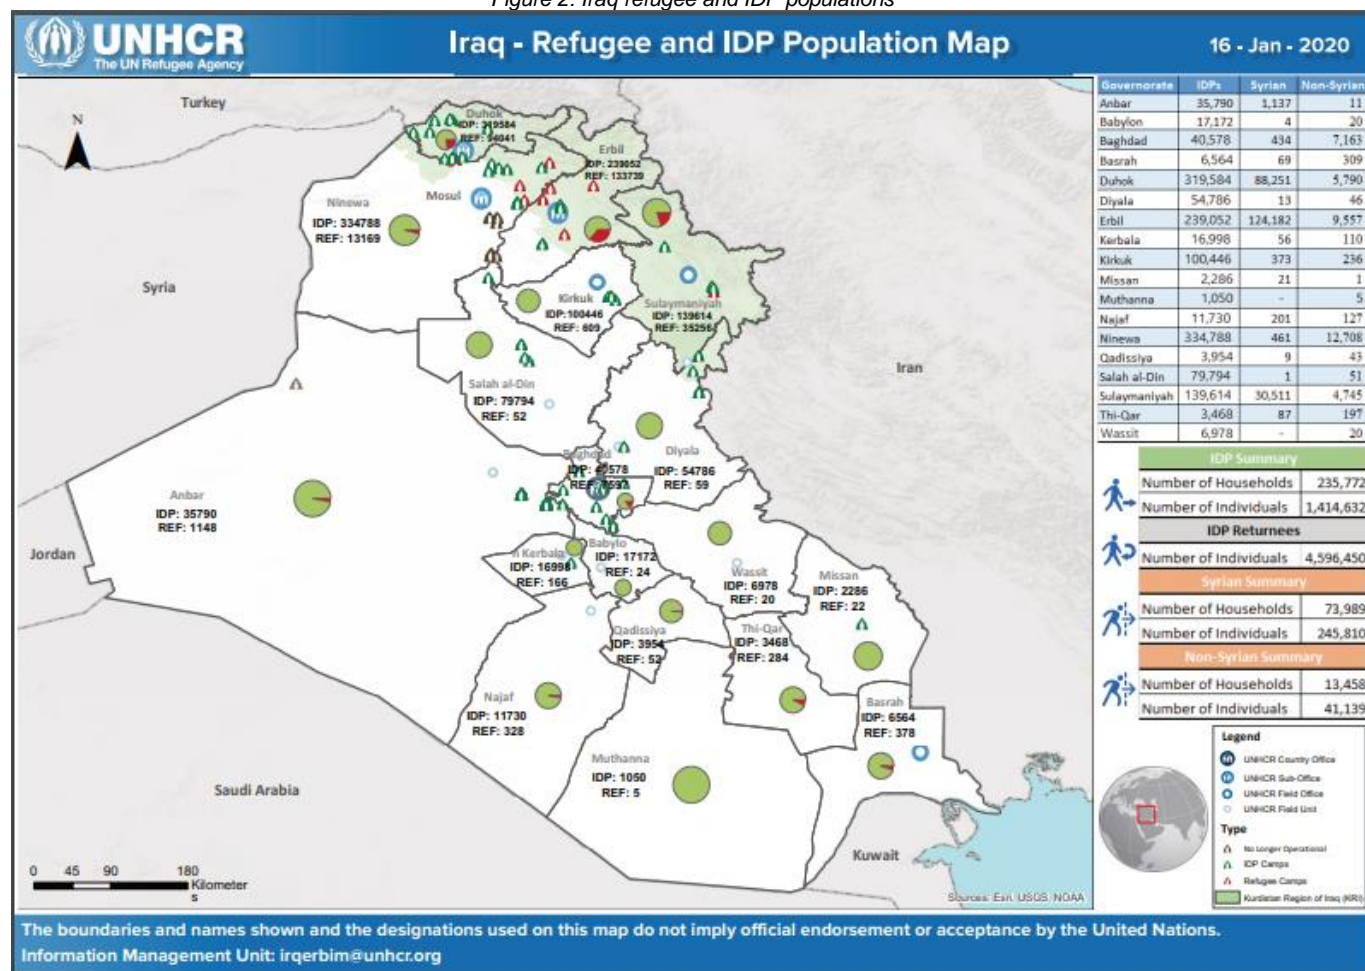 Figure 2: Iraq refugee and IDP populations
UNHCR
The UN Refugee Agency
Iraq - Refugee and IDP Population Map
16 - Jan - 2020
Turkey
N
Duhok
IDP: 319584
REF: 94041
Erbil
IDP: 239052
REF: 133739
Mosul
Ninewa
IDP: 334788
REF: 13169
Syria
Kirkuk
IDP:100446
REF: 609
Sulaymaniyah
IDP: 139614
REF: 35256
Iran
Salah al-Din
IDP: 79794
REF: 52
Baghdad
IDP: 40578
REF: 7597
Diyala
IDP: 54786
REF: 59
Anbar
IDP: 35790
REF: 1148
Jordan
n Kerbala
IDP: 16998
REF: 166
Babylo
IDP: 17172
REF: 24
Wassit
IDP: 6978
REF: 20
Missan
IDP: 2286
REF: 22
Qadissiya
IDP: 3954
REF: 52
Thi-Qar
IDP: 3468
REF: 284
Najaf
IDP: 11730
REF: 328
Basrah
IDP: 6564
REF: 378
Muthanna
IDP: 1050
REF: 5
Saudi Arabia
Kuwait
0 45 90 180
Kilometer
s
Sources: Esri, USGS, NOAA
Governorate IDPs Syrian Non-Syrian
Anbar 35,790 1,137 11
Babylon 17,172 4 20
Baghdad 40,578 434 7,163
Basrah 6,564 69 309
Duhok 319,584 88,251 5,790
Diyala 54,786 13 46
Erbil 239,052 124,182 9,557
Kerbala 16,998 56 110
Kirkuk 100,446 373 236
Missan 2,286 21 1
Muthanna 1,050 - 5
Najaf 11,730 201 127
Ninewa 334,788 461 12,708
Qadissiya 3,954 9 43
Salah al-Din 79,794 1 51
Sulaymaniyah 139,614 30,511 4,745
Thi-Qar 3,468 87 197
Wassit 6,978 - 20
IDP Summary
Number of Households 235,772
Number of Individuals 1,414,632
IDP Returnees
Number of Individuals 4,596,450
Syrian Summary
Number of Households 73,989
Number of Individuals 245,810
Non-Syrian Summary
Number of Households 13,458
Number of Individuals 41,139
Legend
UNHCR Country Office
UNHCR Sub-Office
UNHCR Field Office
UNHCR Field Unit
Type
No Longer Operational
IDP Camps
Refugee Camps
Kurdistan Region of Iraq (KRI)
The boundaries and names shown and the designations used on this map do not imply official endorsement or acceptance by the United Nations.
Information Management Unit: irqerbim@unhcr.org